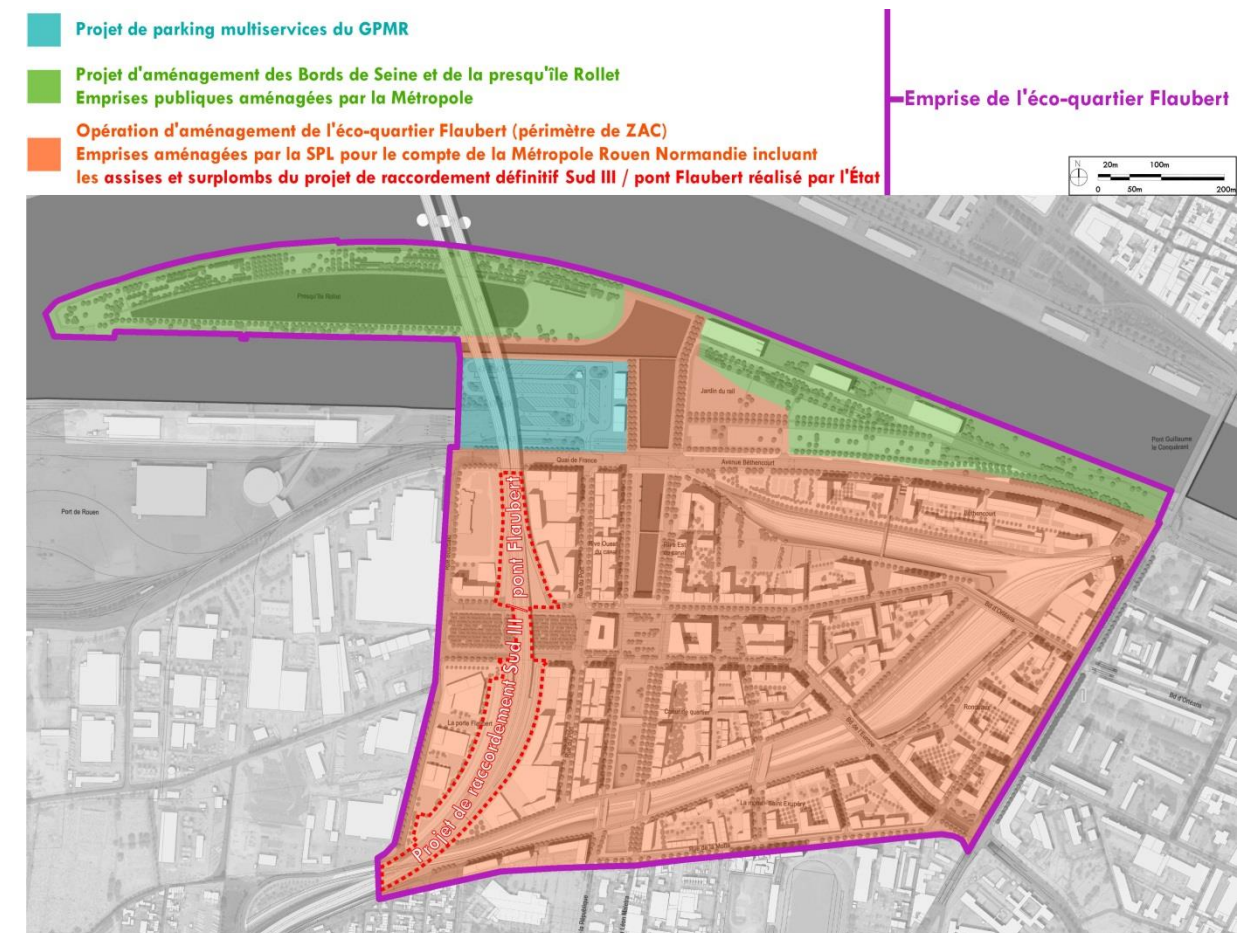 Projet de parking multiservices du GPMR
Projet d'aménagement des Bords de Seine et de la presqu'île Rollet
Emprises publiques aménagées par la Métropole
Opération d'aménagement de l'éco-quartier Flaubert (périmètre de ZAC)
Emprises aménagées par la SPL pour le compte de la Métropole Rouen Normandie incluant
les assises et surplombs du projet de raccordement définitif Sud III / pont Flaubert réalisé par l'État
Emprise de l'éco-quartier Flaubert
N
20m 100m
0 50m 200m
Presqu'île Rollet
Jardin du rail
Pont Guillaume
le Conquérant
Quai de France
Avenue Béthencourt
Port de Rouen
Béthencourt
Projet de raccordement Sud III / pont Flaubert
Bd d'Orléans
Bd d'Orléans
La porte Flaubert